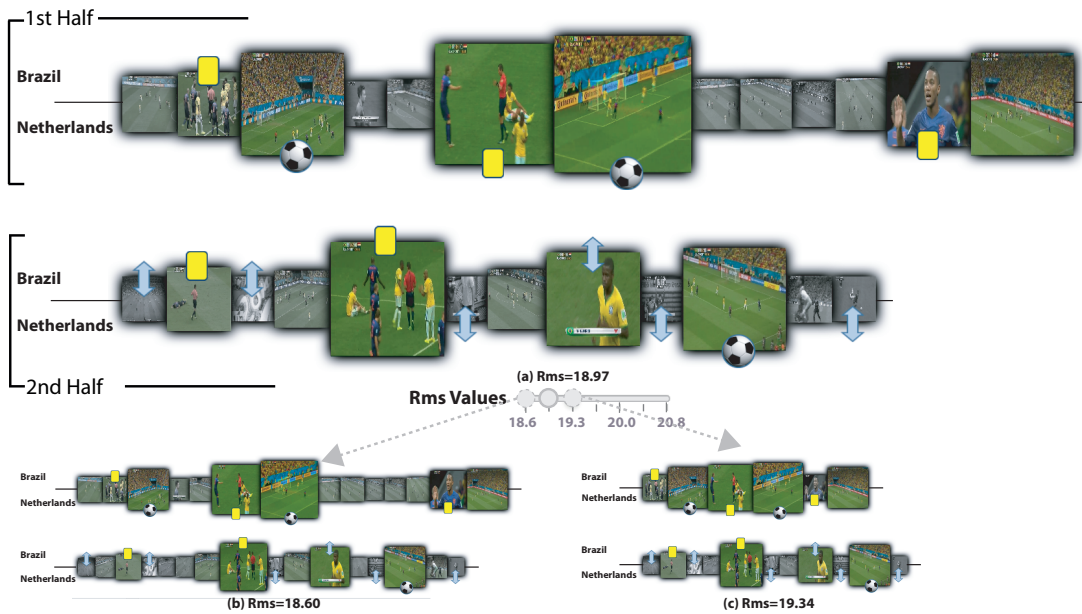 1st Half
Brazil
Netherlands
Brazil
Netherlands
2nd Half
(a) Rms=18.97
Rms Values
18.6 19.3 20.0 20.8
Brazil
Netherlands
Brazil
Netherlands
Brazil
Netherlands
Brazil
Netherlands
(b) Rms=18.60
(c) Rms=19.34